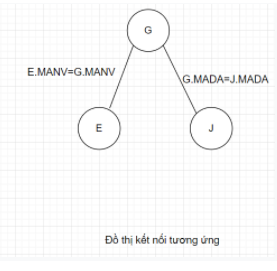 G
E.MANV=G.MANV
G.MADA=J.MADA
E
J
Đồ thị kết nối tương ứng